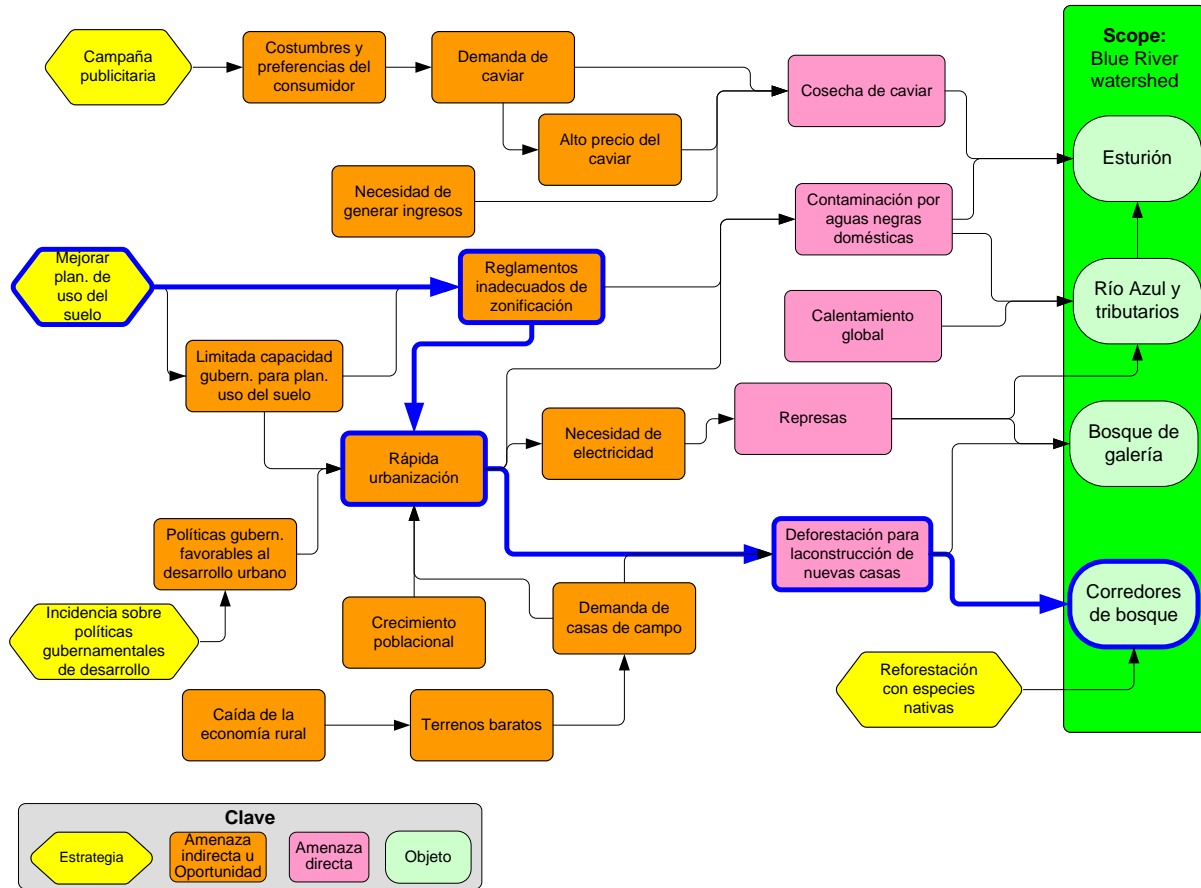 Campaña
publicitaria
Costumbres y
preferencias del
consumidor
Demanda de
caviar
Cosecha de caviar
Scope:
Blue River
watershed
Alto precio del
caviar
Esturión
Necesidad de
generar ingresos
Contaminación por
aguas negras
domésticas
Mejorar
plan. de
uso del
suelo
Reglamentos
inadecuados de
zonificación
Río Azul y
tributarios
Calentamiento
global
Limitada capacidad
gubern. para plan.
uso del suelo
Represas
Necesidad de
electricidad
Bosque de
galería
Rápida
urbanización
Políticas gubern.
favorables al
desarrollo urbano
Deforestación para
laconstrucción de
nuevas casas
Corredores
de bosque
Incidencia sobre
políticas
gubernamentales
de desarrollo
Crecimiento
poblacional
Demanda de
casas de campo
Reforestación
con especies
nativas
Caída de la
economía rural
Terrenos baratos
Clave
Estrategia
Amenaza
indirecta u
Oportunidad
Amenaza
directa
Objeto